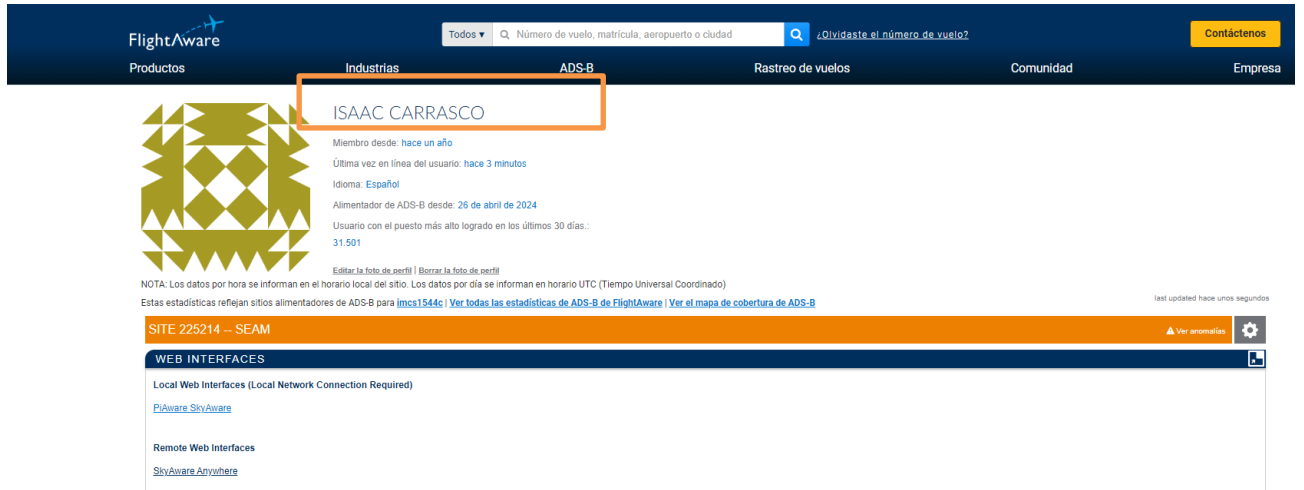 FlightAware
Todos ▾ Número de vuelo, matrícula, aeropuerto o ciudad ¿Olvidaste el número de vuelo? Contáctenos
Productos Industrias ADS-B Rastreo de vuelos Comunidad Empresa
ISAAC CARRASCO
Miembro desde: hace un año
Última vez en línea del usuario: hace 3 minutos
Idioma: Español
Alimentador de ADS-B desde: 26 de abril de 2024
Usuario con el puesto más alto logrado en los últimos 30 días.:
31.501
Editar la foto de perfil | Borrar la foto de perfil
NOTA: Los datos por hora se informan en el horario local del sitio. Los datos por día se informan en horario UTC (Tiempo Universal Coordinado)
Estas estadísticas reflejan sitios alimentadores de ADS-B para imcs1544c | Ver todas las estadísticas de ADS-B de FlightAware | Ver el mapa de cobertura de ADS-B
last updated hace unos segundos
SITE 225214 -- SEAM Ver anomalías
WEB INTERFACES
Local Web Interfaces (Local Network Connection Required)
PiAware SkyAware
Remote Web Interfaces
SkyAware Anywhere